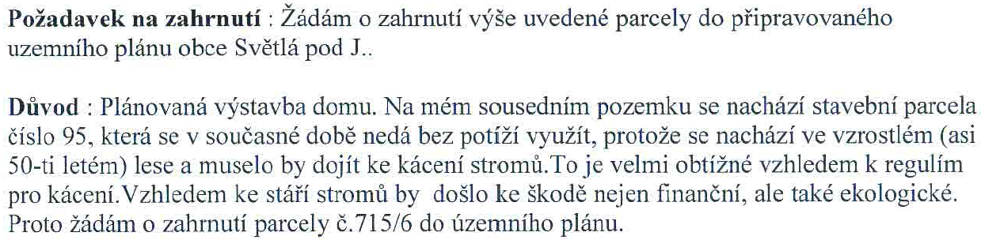 Požadavek na zahrnutí : Žádám o zahrnutí výše uvedené parcely do připravovaného
uzemního plánu obce Světlá pod J..
Důvod : Plánovaná výstavba domu. Na mém sousedním pozemku se nachází stavební parcela
číslo 95, která se v současné době nedá bez potíží využít, protože se nachází ve vzrostlém (asi
50-ti letém) lese a muselo by dojít ke kácení stromů.To je velmi obtížné vzhledem k regulím
pro kácení.Vzhledem ke stáří stromů by  došlo ke škodě nejen finanční, ale také ekologické.
Proto žádám o zahrnutí parcely č.715/6 do územního plánu.